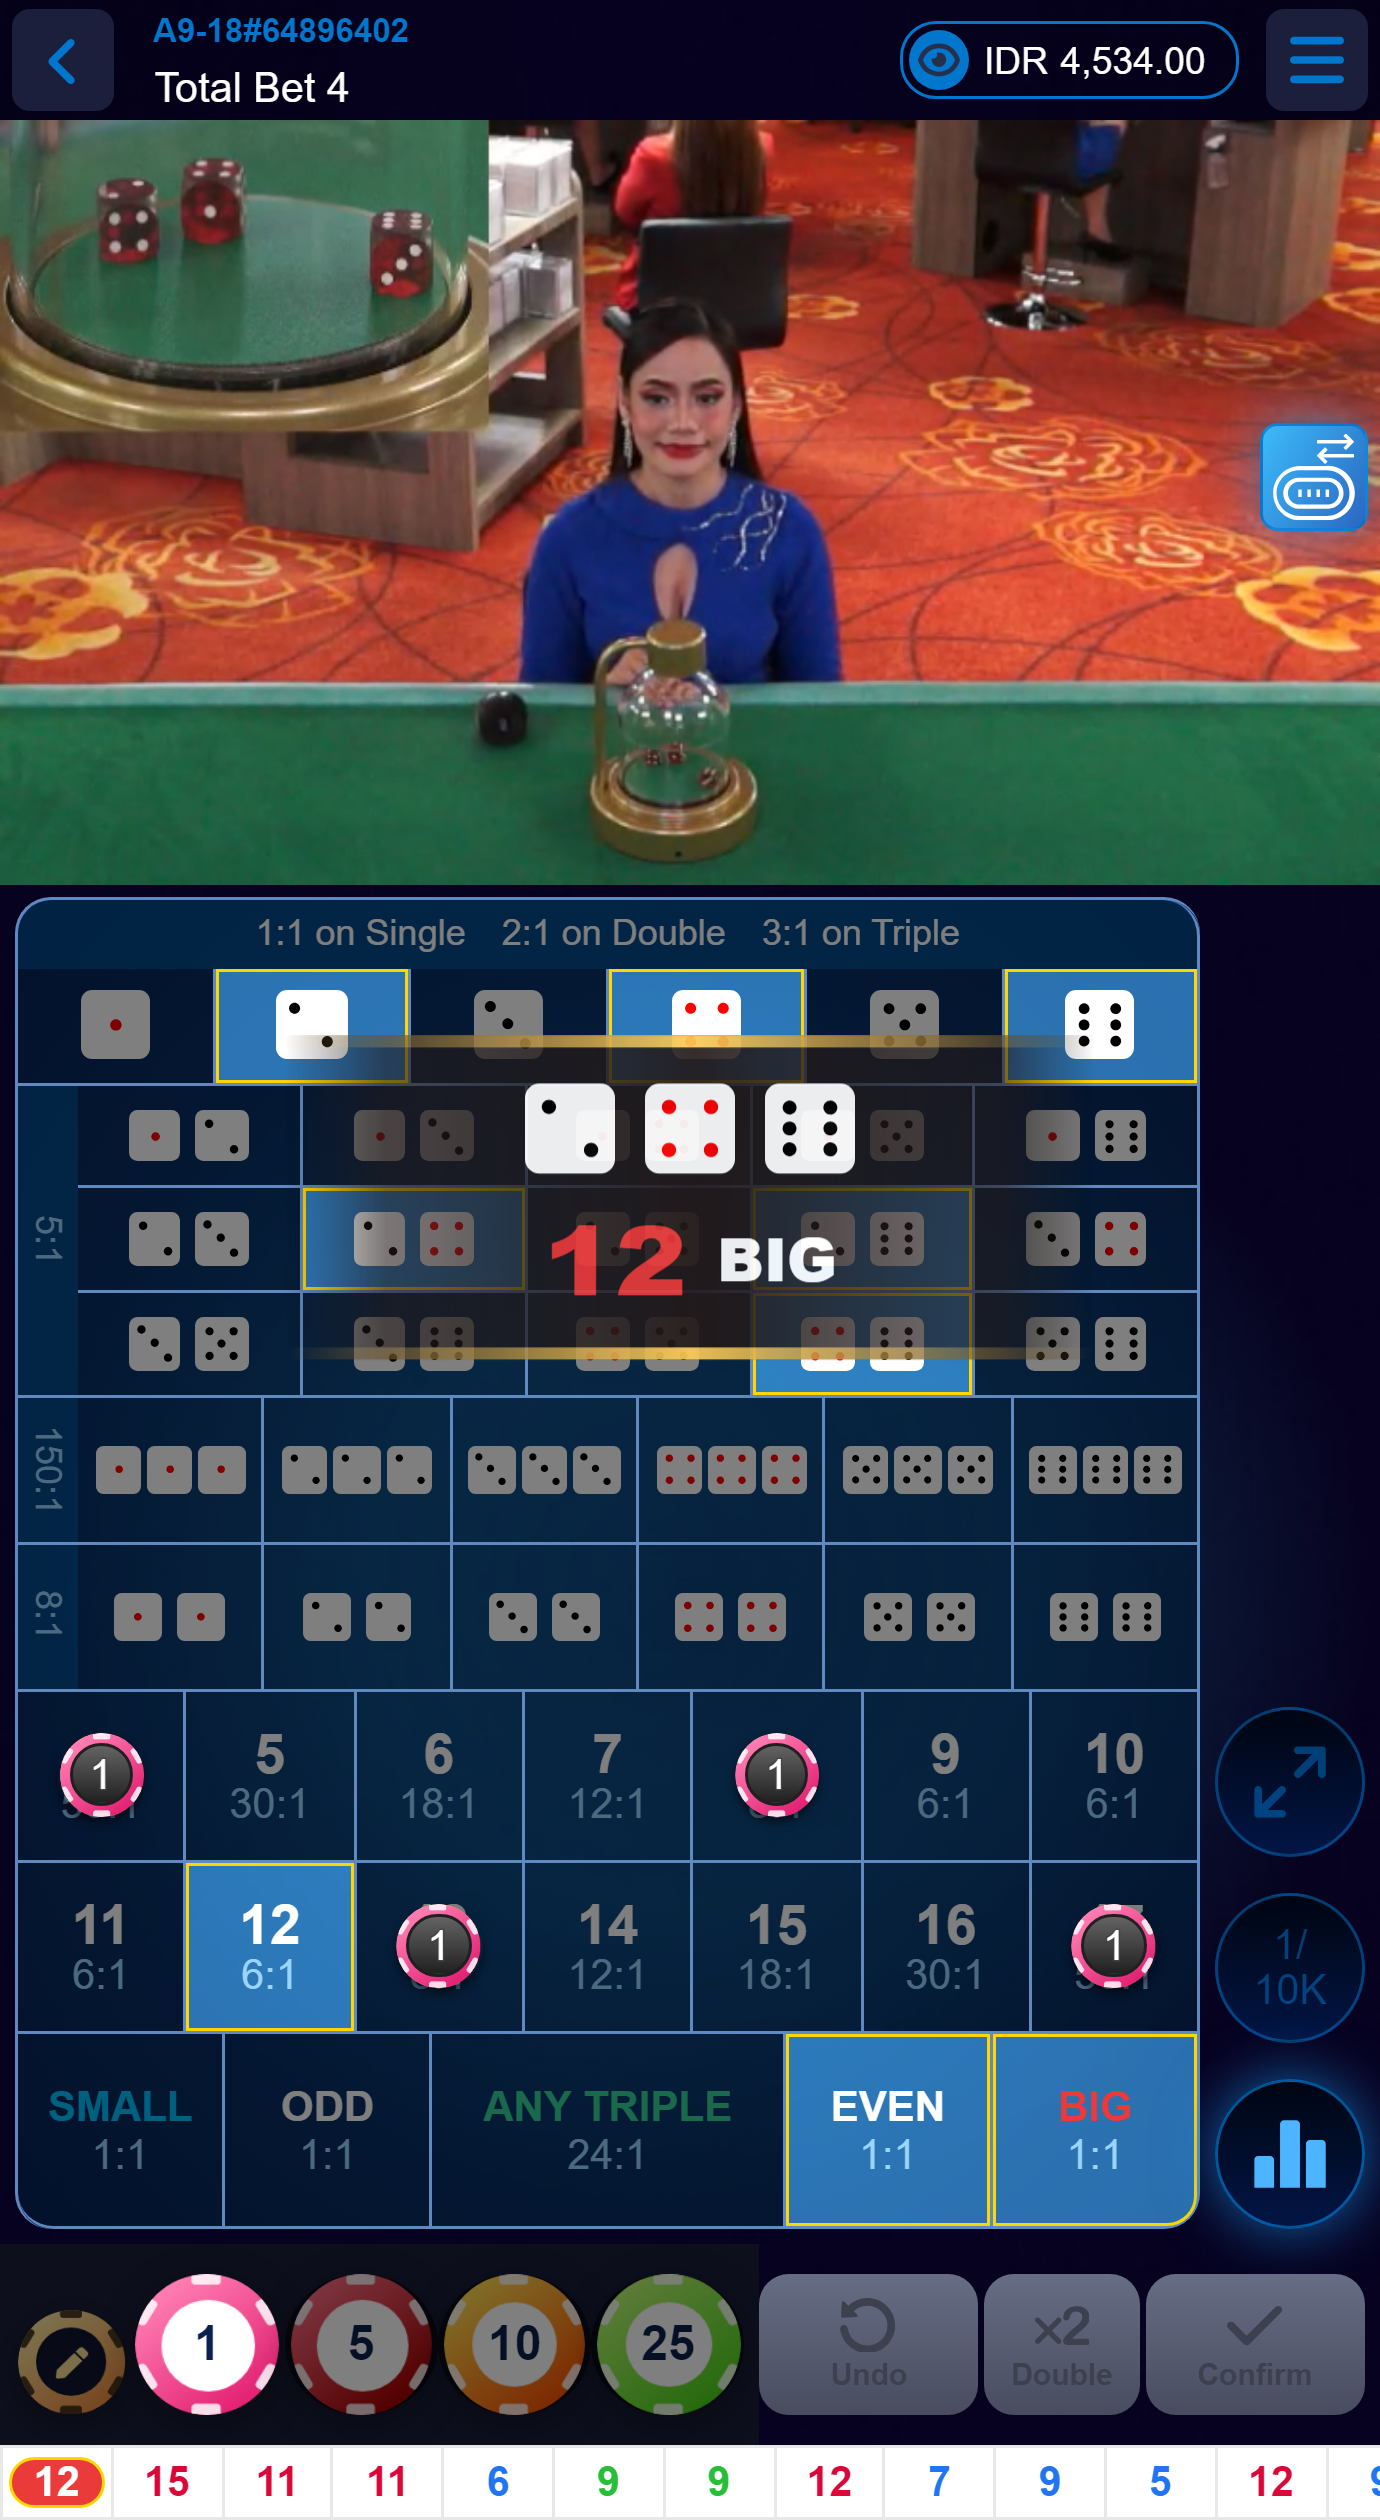 A9-18#64896402
Total Bet 4
IDR 4,534.00
1:1 on Single 2:1 on Double 3:1 on Triple
5:1
12 BIG
150:1
8:1
1 5 6 7 1 9 10
30:1 18:1 12:1 6:1 6:1
11 12 1 14 15 16 1
6:1 6:1 12:1 18:1 30:1
1/
10K
SMALL ODD ANY TRIPLE EVEN BIG
1:1 1:1 24:1 1:1 1:1
1 5 10 25
x2
Undo Double Confirm
12 15 11 11 6 9 9 12 7 9 5 12